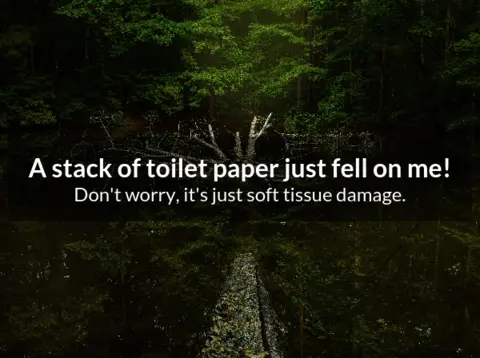 A stack of toilet paper just fell on me!
Don't worry, it's just soft tissue damage.